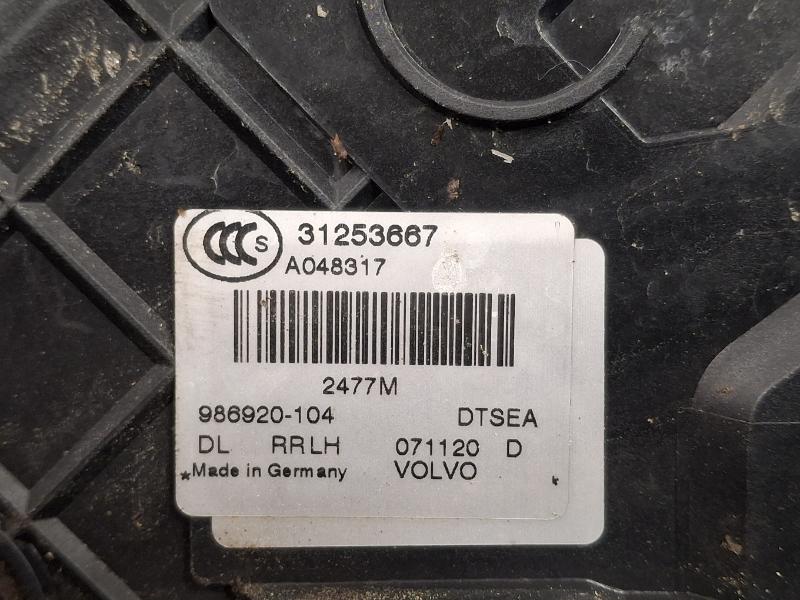 CCC S 31253667
A048317
2477M
986920-104 DTSEA
DL RRLH 071120 D
*Made in Germany VOLVO *